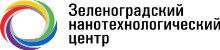 Зеленоградский
нанотехнологический
центр